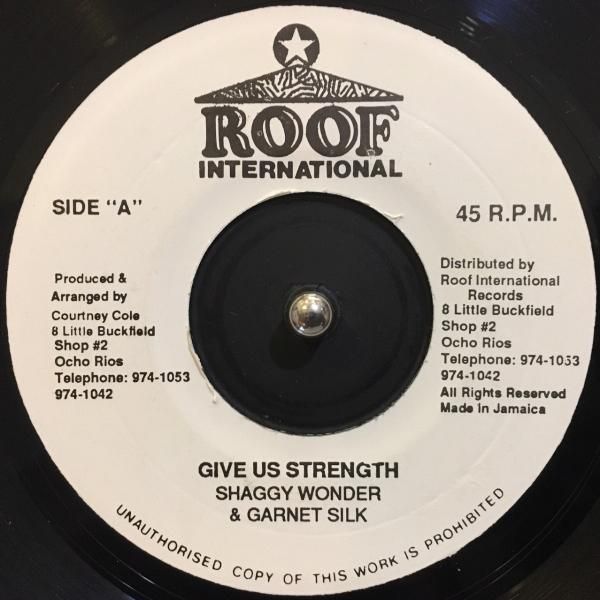 ROOF
INTERNATIONAL
SIDE "A"
45 R.P.M.
Produced &
Arranged by
Courtney Cole
8 Little Buckfield
Shop #2
Ocho Rios
Telephone: 974-1053
974-1042
Distributed by
Roof International
Records
8 Little Buckfield
Shop #2
Ocho Rios
Telephone: 974-1053
974-1042
All Rights Reserved
Made in Jamaica
GIVE US STRENGTH
SHAGGY WONDER
& GARNET SILK
UNAUTHORISED COPY OF THIS WORK IS PROHIBITED